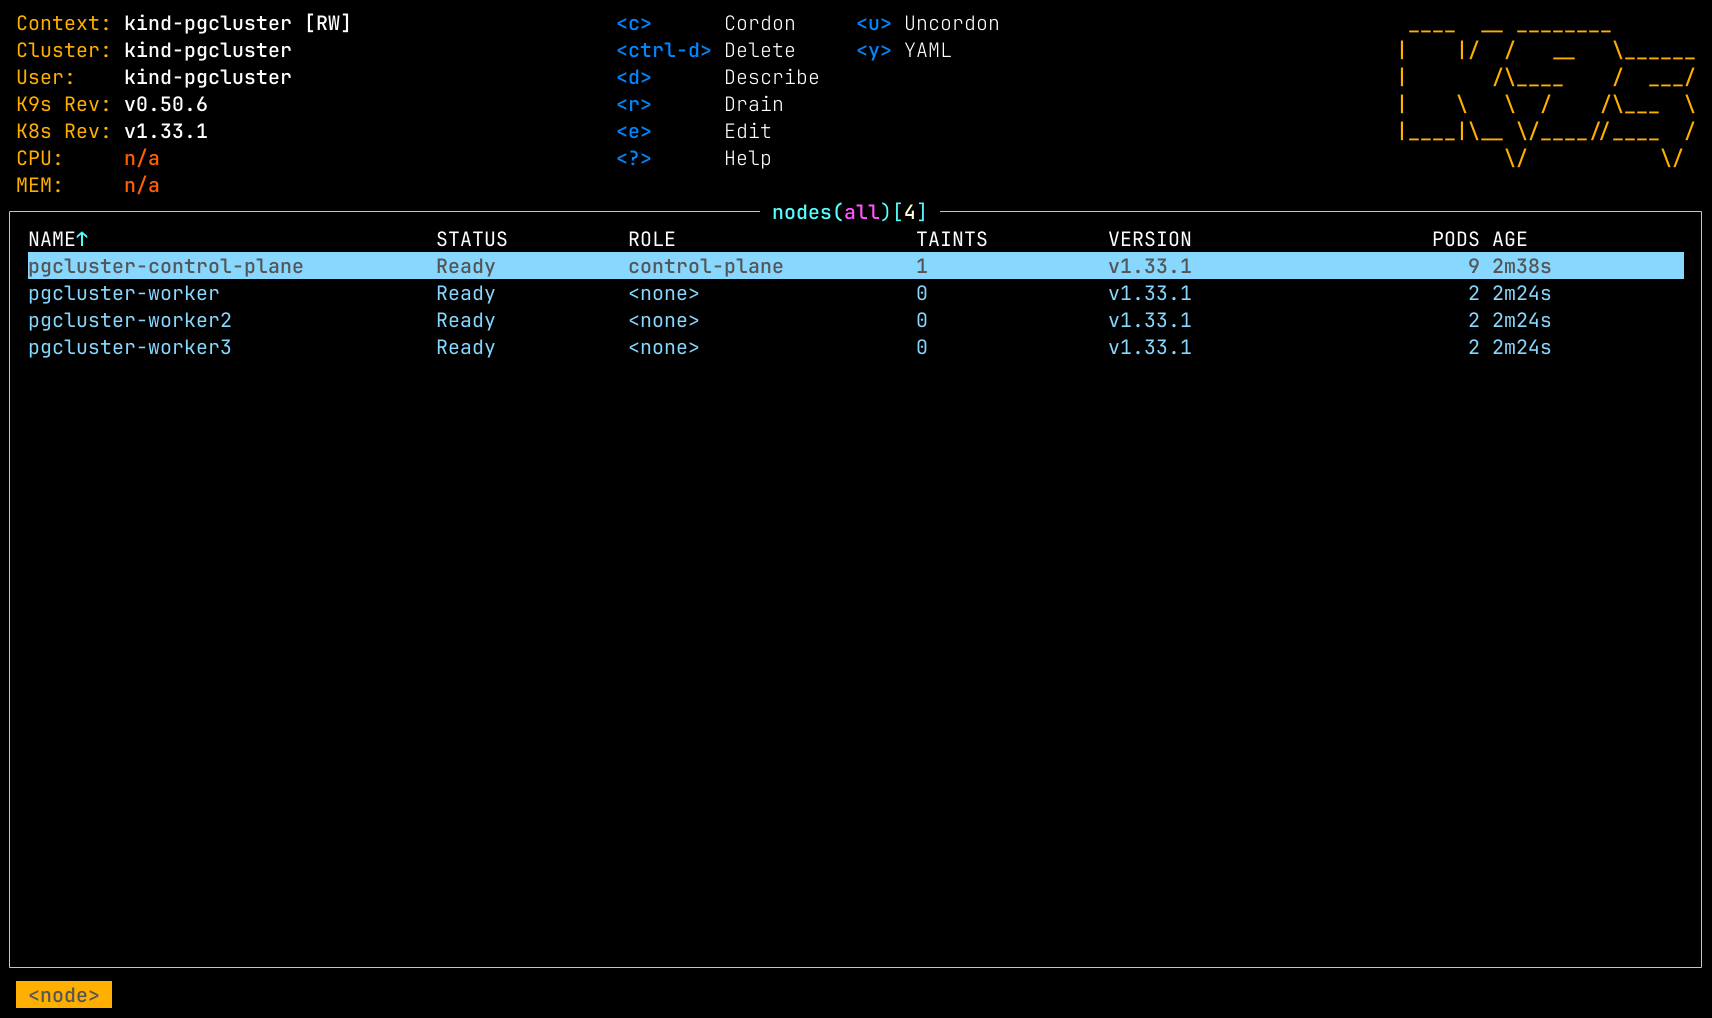 Context: kind-pgcluster [RW] <c> Cordon <u> Uncordon
Cluster: kind-pgcluster <ctrl-d> Delete <y> YAML
User: kind-pgcluster <d> Describe
K9s Rev: v0.50.6 <r> Drain
K8s Rev: v1.33.1 <e> Edit
CPU: n/a <?> Help
MEM: n/a
nodes(all)[4]
NAME↑ STATUS ROLE TAINTS VERSION PODS AGE
pgcluster-control-plane Ready control-plane 1 v1.33.1 9 2m38s
pgcluster-worker Ready <none> 0 v1.33.1 2 2m24s
pgcluster-worker2 Ready <none> 0 v1.33.1 2 2m24s
pgcluster-worker3 Ready <none> 0 v1.33.1 2 2m24s
<node>